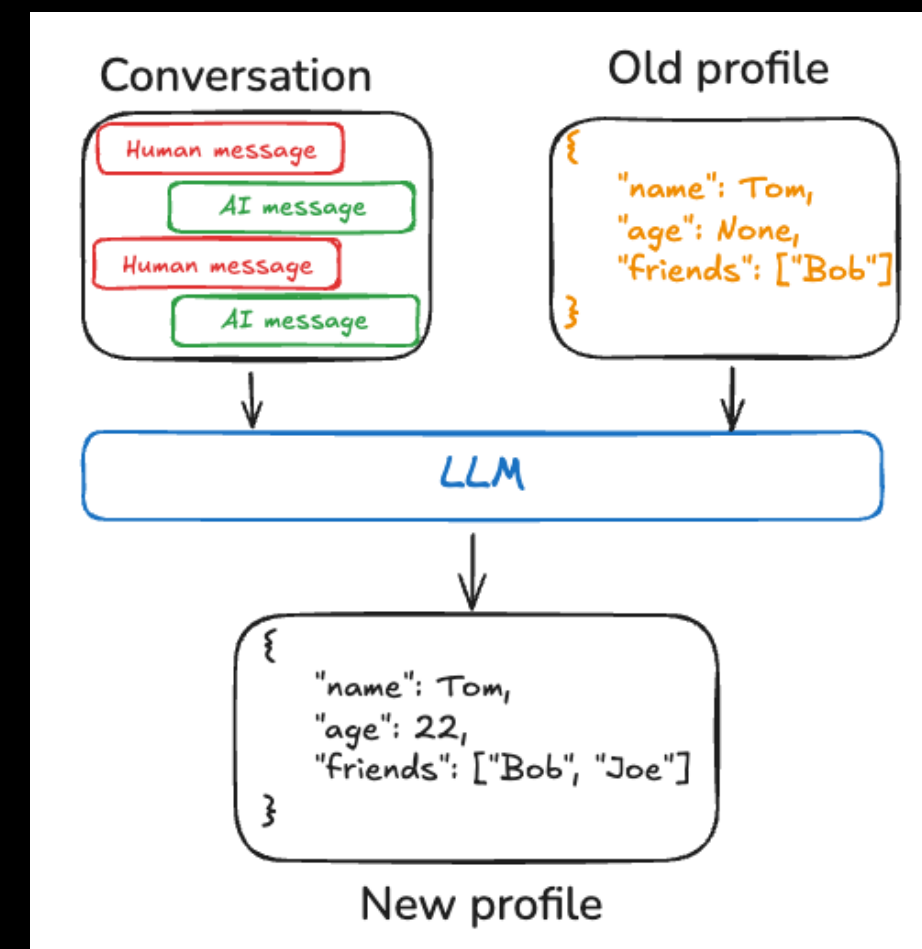 Conversation
Human message
AI message
Human message
AI message
Old profile
{
"name": Tom,
"age": None,
"friends": ["Bob"]
}
LLM
{
"name": Tom,
"age": 22,
"friends": ["Bob", "Joe"]
}
New profile